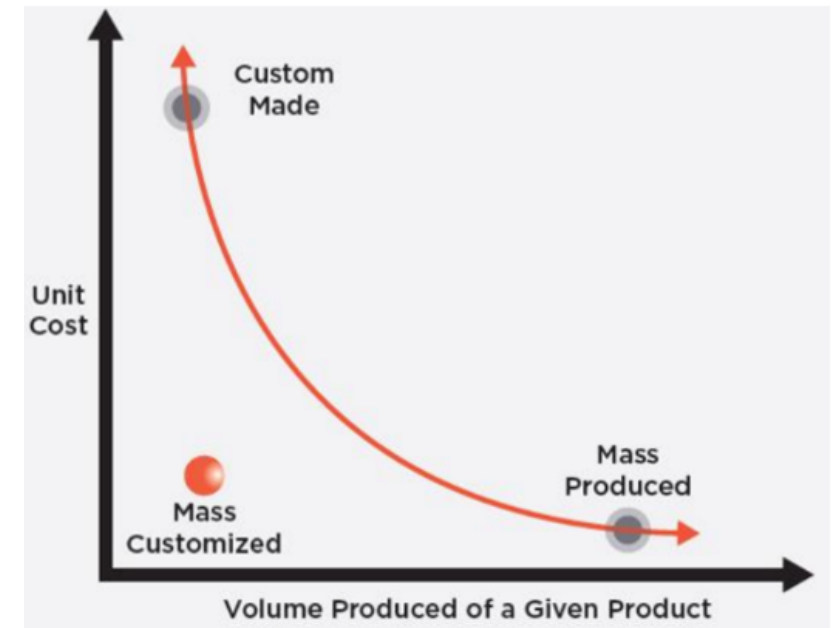 Custom
Made
Unit
Cost
Mass
Produced
Mass
Customized
Volume Produced of a Given Product